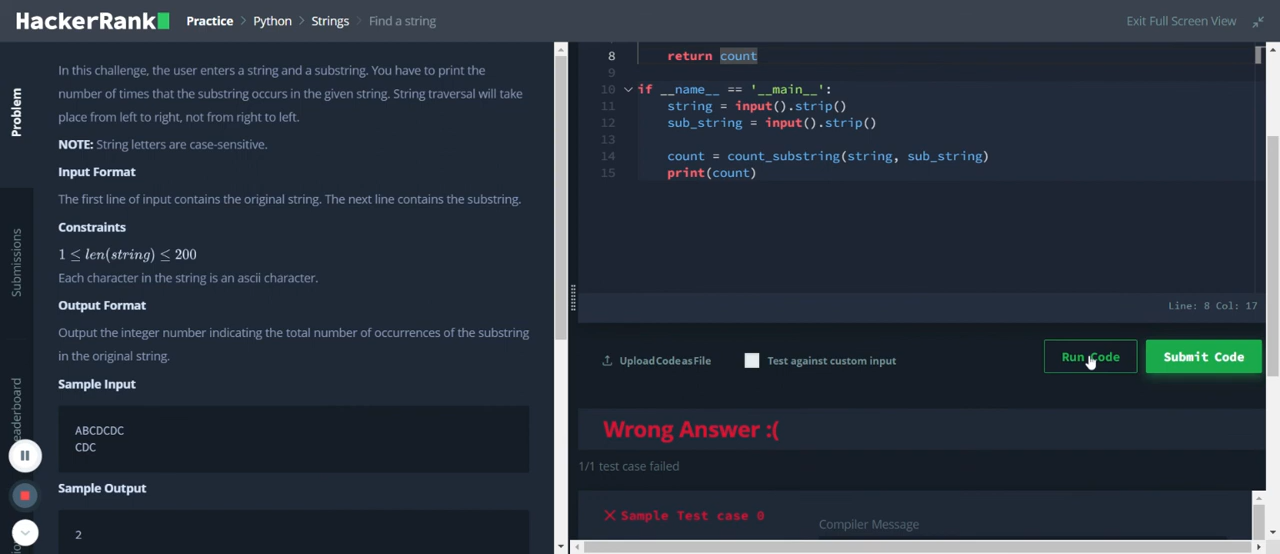 HackerRank
Practice > Python > Strings > Find a string
Exit Full Screen View
Problem
Submissions
eaderboard
In this challenge, the user enters a string and a substring. You have to print the
number of times that the substring occurs in the given string. String traversal will take
place from left to right, not from right to left.
NOTE: String letters are case-sensitive.
Input Format
The first line of input contains the original string. The next line contains the substring.
Constraints
1 ≤ len(string) ≤ 200
Each character in the string is an ascii character.
Output Format
Output the integer number indicating the total number of occurrences of the substring
in the original string.
Sample Input
ABCDCDC
CDC
Sample Output
2
8 return count
9
10 if __name__ == '__main__':
11 string = input().strip()
12 sub_string = input().strip()
13
14 count = count_substring(string, sub_string)
15 print(count)
Line: 8 Col: 17
Upload Code as File
Test against custom input
Run Code
Submit Code
Wrong Answer :(
1/1 test case failed
Sample Test case 0
Compiler Message